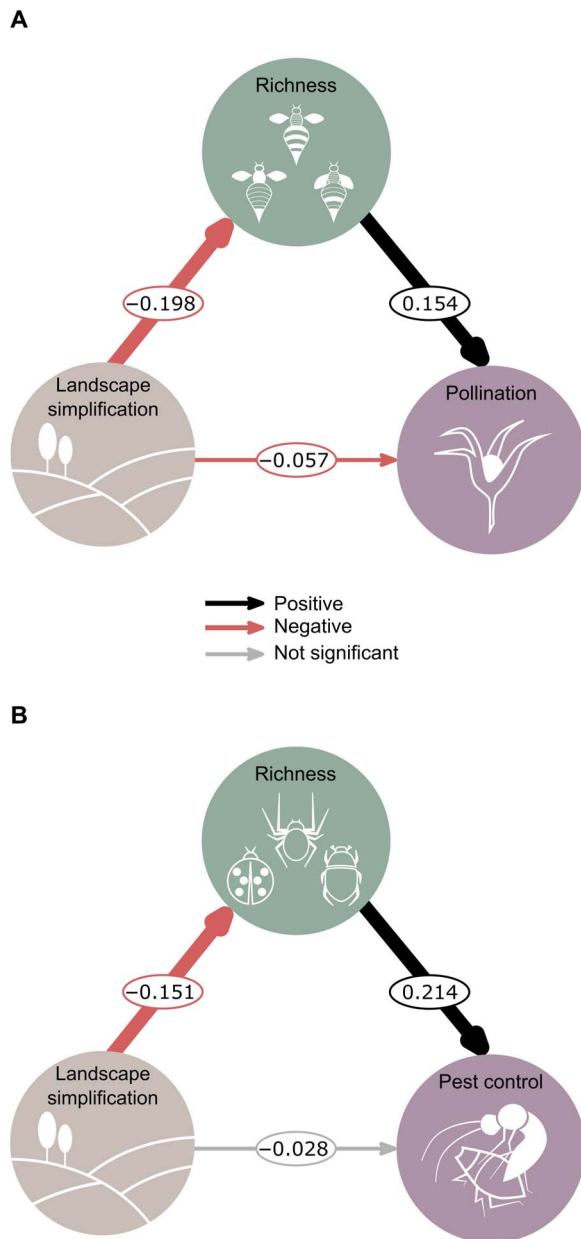 A
Richness
−0.198
0.154
Landscape
simplification
Pollination
−0.057
Positive
Negative
Not significant
B
Richness
−0.151
0.214
Landscape
simplification
Pest control
−0.028